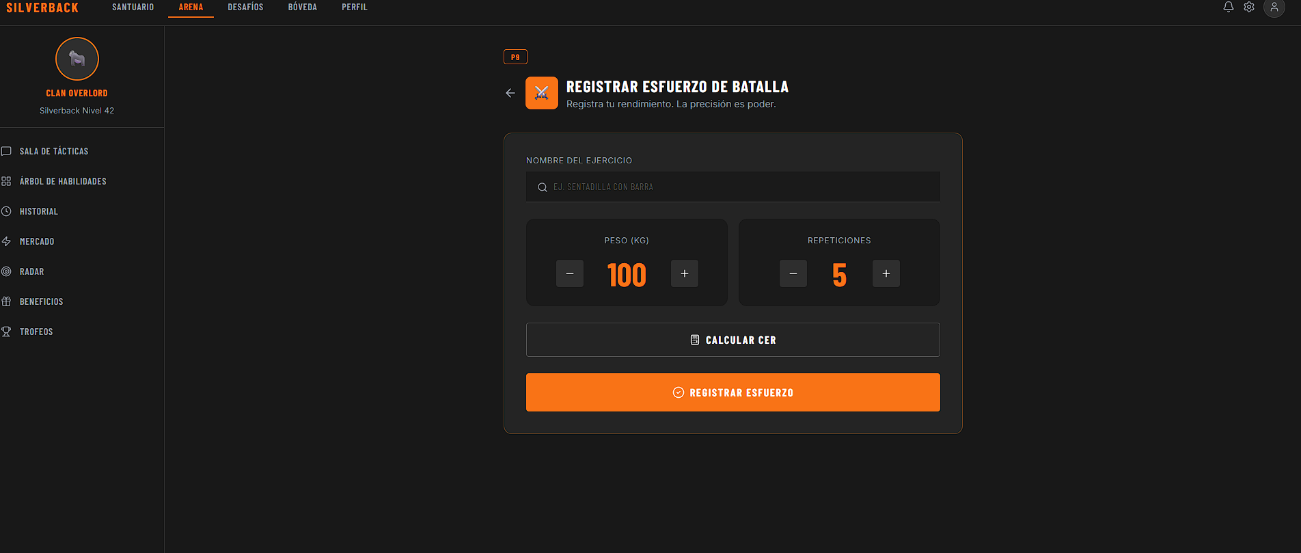 SILVERBACK
SANTUARIO
ARENA
DESAFÍOS
BÓVEDA
PERFIL
CLAN OVERLORD
Silverback Nivel 42
SALA DE TÁCTICAS
ÁRBOL DE HABILIDADES
HISTORIAL
MERCADO
RADAR
BENEFICIOS
TROFEOS
P8
REGISTRAR ESFUERZO DE BATALLA
Registra tu rendimiento. La precisión es poder.
NOMBRE DEL EJERCICIO
EJ. SENTADILLA CON BARRA
PESO (KG)
− 100 +
REPETICIONES
− 5 +
CALCULAR CER
REGISTRAR ESFUERZO